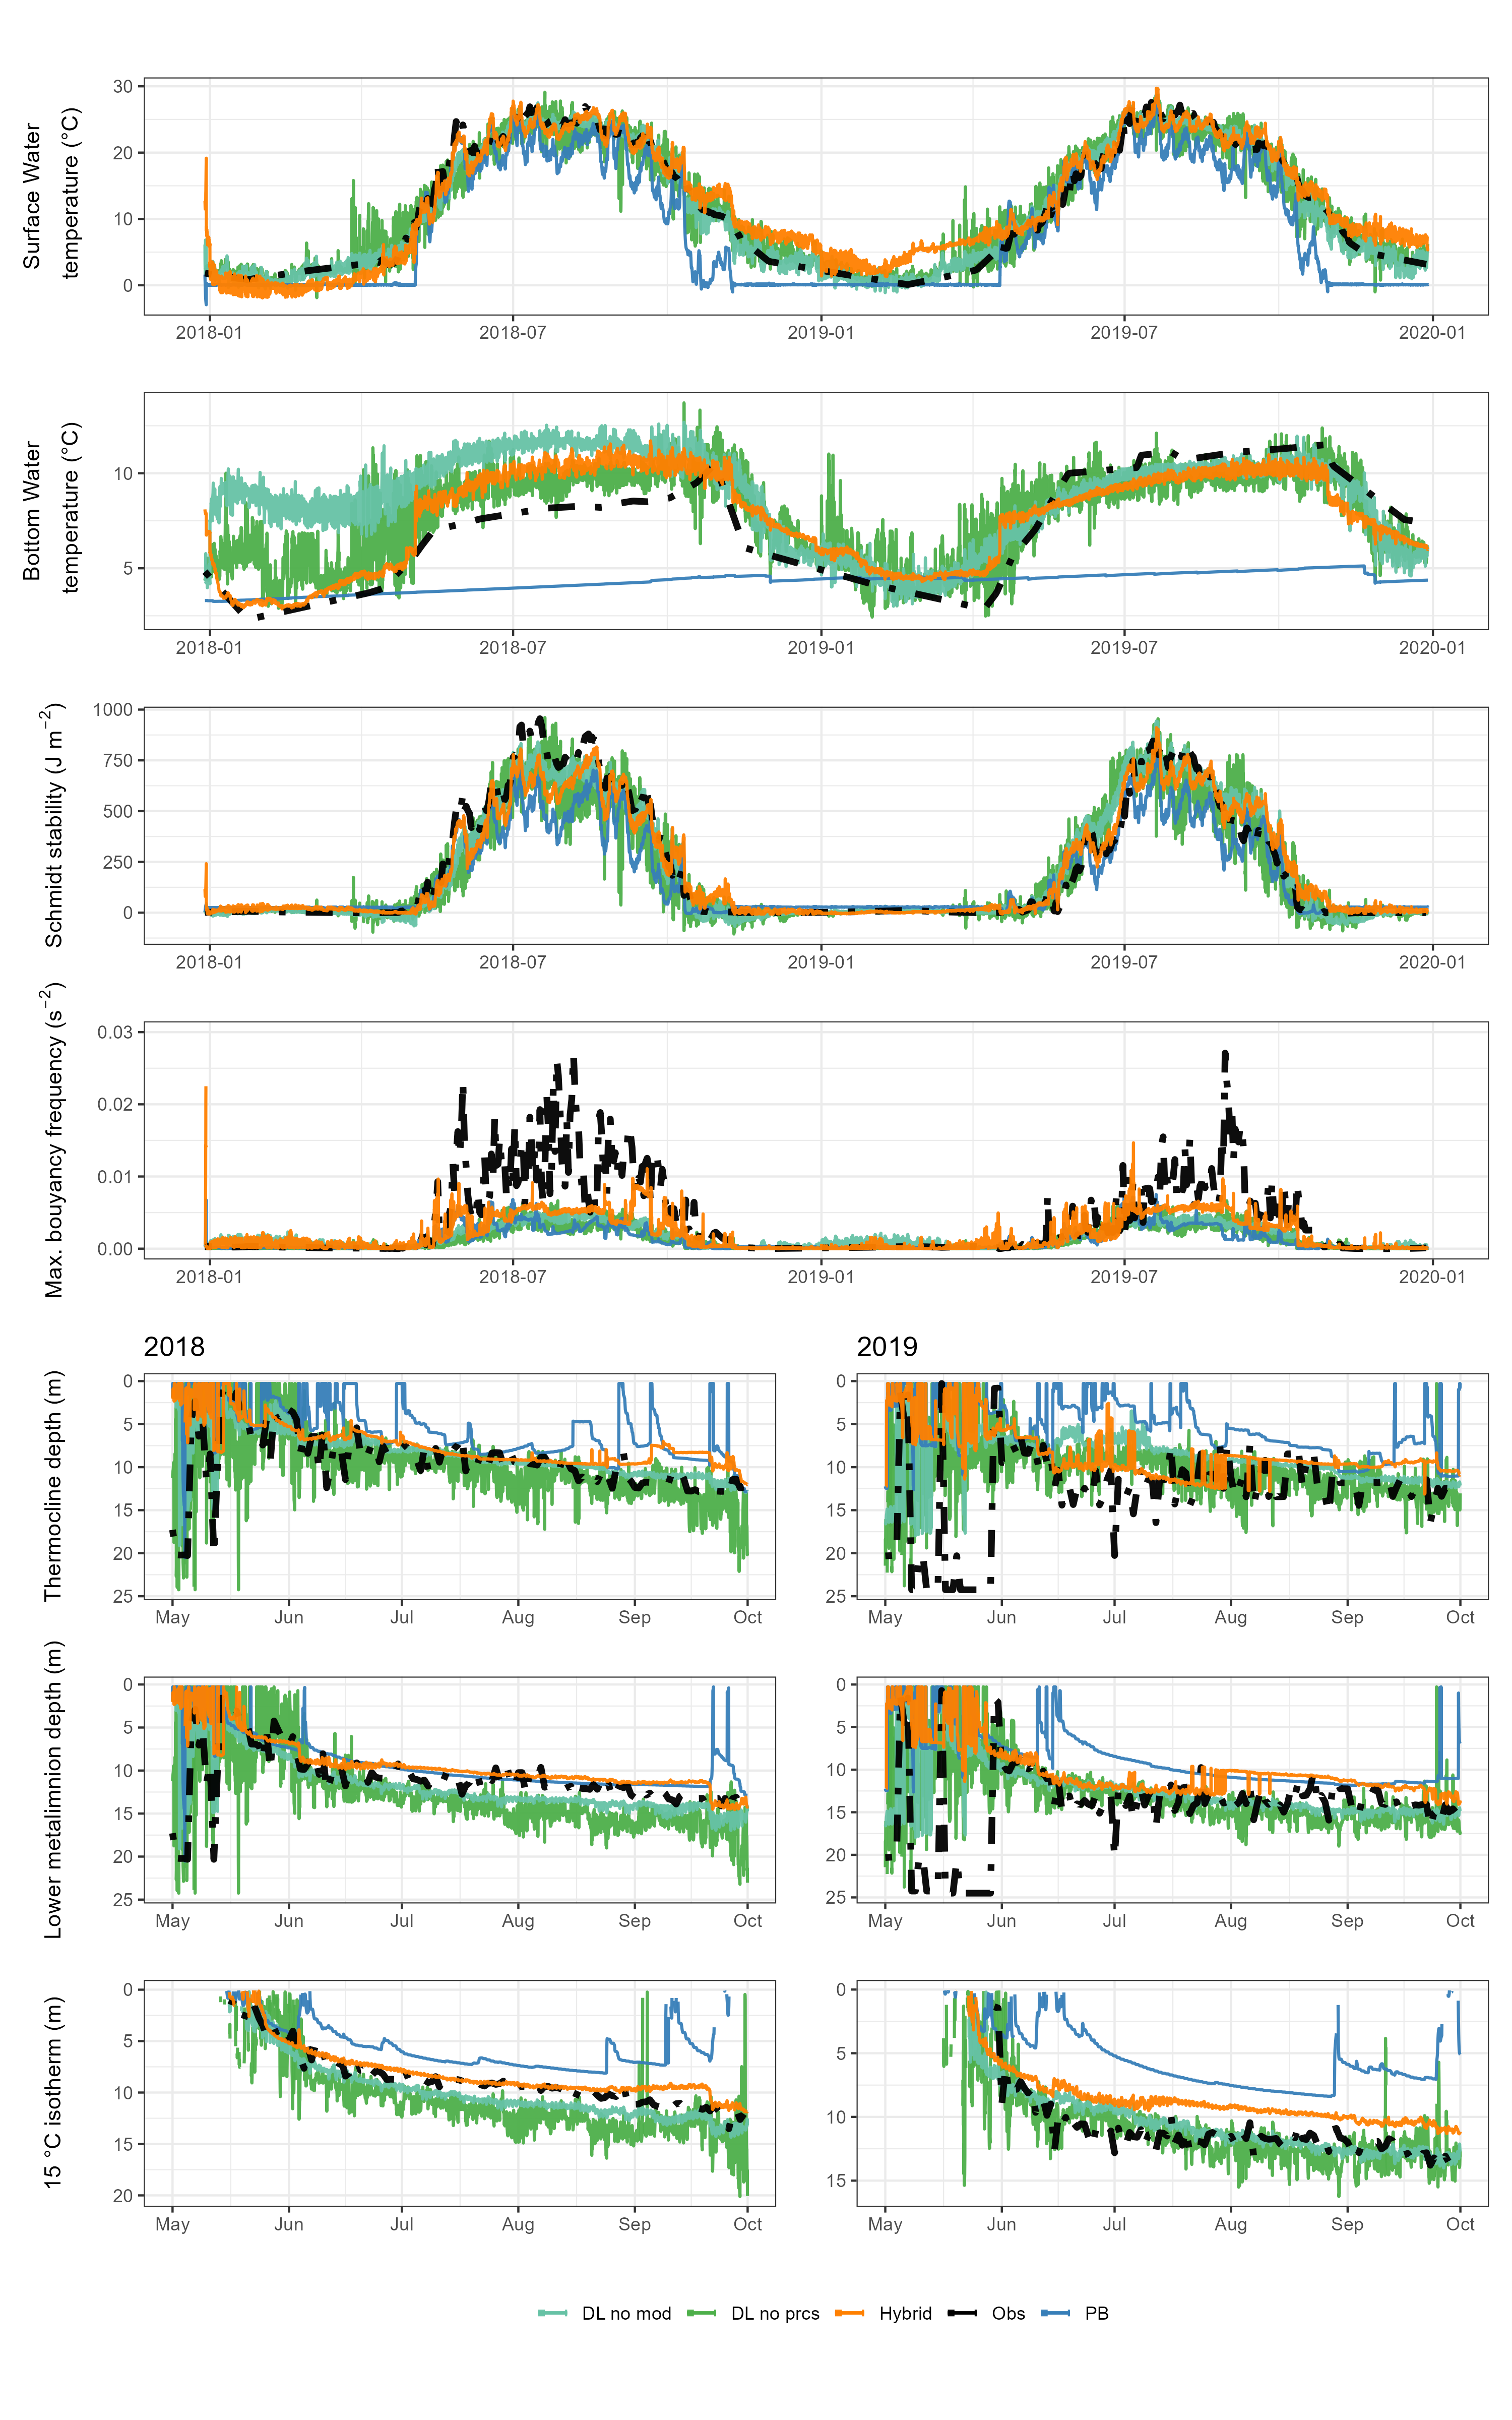 Surface Water
temperature (°C)
30
20
10
0
2018-01 2018-07 2019-01 2019-07 2020-01
Bottom Water
temperature (°C)
10
5
2018-01 2018-07 2019-01 2019-07 2020-01
Schmidt stability (J m⁻²)
1000
750
500
250
0
2018-01 2018-07 2019-01 2019-07 2020-01
Max. bouyancy frequency (s⁻²)
0.03
0.02
0.01
0.00
2018-01 2018-07 2019-01 2019-07 2020-01
2018 2019
Thermocline depth (m)
0 0
5 5
10 10
15 15
20 20
25 25
May Jun Jul Aug Sep Oct May Jun Jul Aug Sep Oct
Lower metalimnion depth (m)
0 0
5 5
10 10
15 15
20 20
25 25
May Jun Jul Aug Sep Oct May Jun Jul Aug Sep Oct
15 °C isotherm (m)
0 0
5 5
10 10
15 15
20
May Jun Jul Aug Sep Oct May Jun Jul Aug Sep Oct
DL no mod DL no prcs Hybrid Obs PB